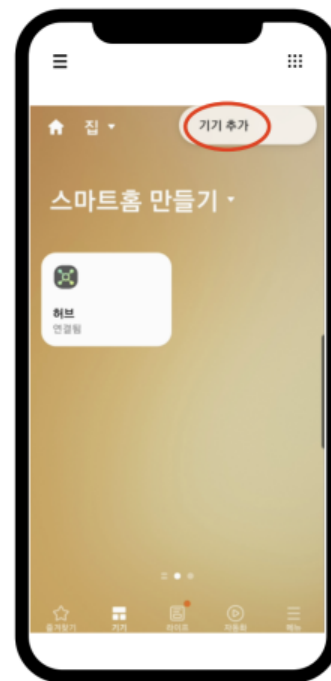 집
기기 추가
스마트홈 만들기
허브
연결됨
즐겨찾기
기기
라이프
자동화
메뉴